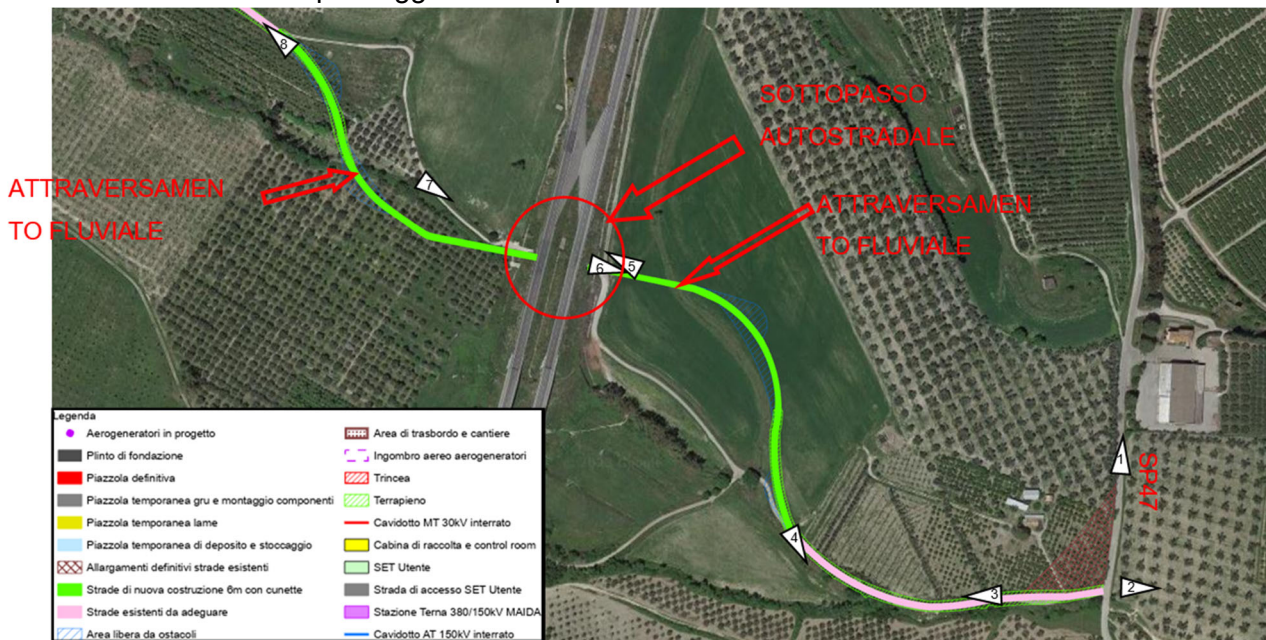 8
SOTTOPASSO
AUTOSTRADALE
ATTRAVERSAMEN
TO FLUVIALE
7
ATTRAVERSAMEN
TO FLUVIALE
6
5
4
3
2
1
SP47
Legenda
Aerogeneratori in progetto
Plinto di fondazione
Piazzola definitiva
Piazzola temporanea gru e montaggio componenti
Piazzola temporanea lame
Piazzola temporanea di deposito e stoccaggio
Allargamenti definitivi strade esistenti
Strade di nuova costruzione 6m con cunette
Strade esistenti da adeguare
Area libera da ostacoli
Area di trasbordo e cantiere
Ingombro aereo aerogeneratori
Trincea
Terrapieno
Cavidotto MT 30kV interrato
Cabina di raccolta e control room
SET Utente
Strada di accesso SET Utente
Stazione Terna 380/150kV MAIDA
Cavidotto AT 150kV interrato